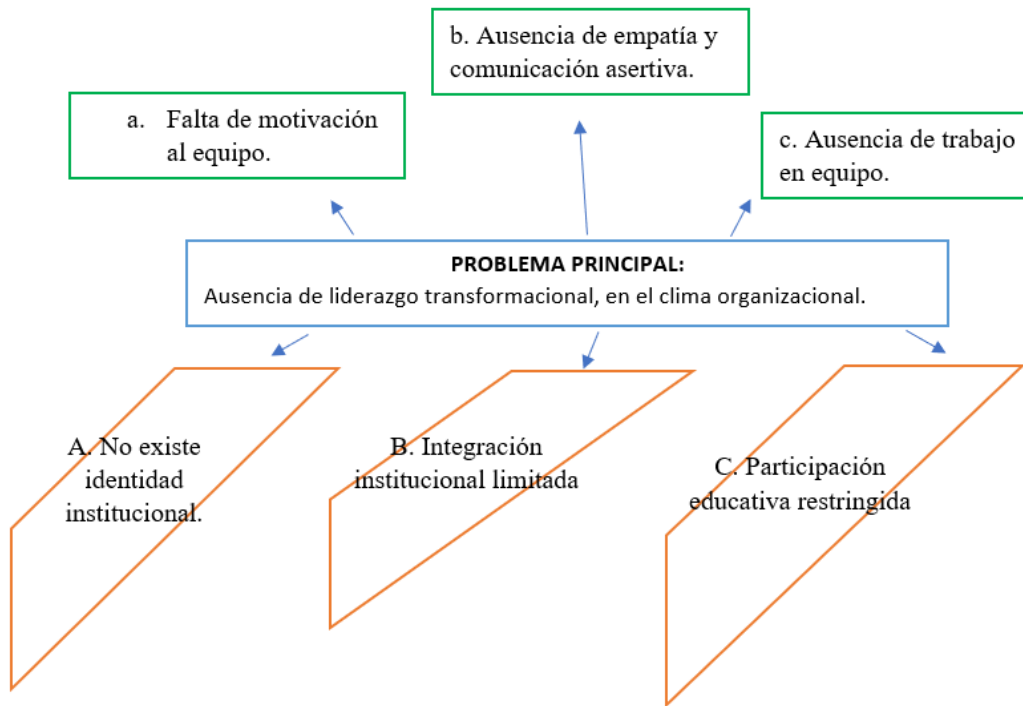 b. Ausencia de empatía y
comunicación asertiva.
a. Falta de motivación
al equipo.
c. Ausencia de trabajo
en equipo.
PROBLEMA PRINCIPAL:
Ausencia de liderazgo transformacional, en el clima organizacional.
A. No existe
identidad
institucional.
B. Integración
institucional limitada
C. Participación
educativa restringida